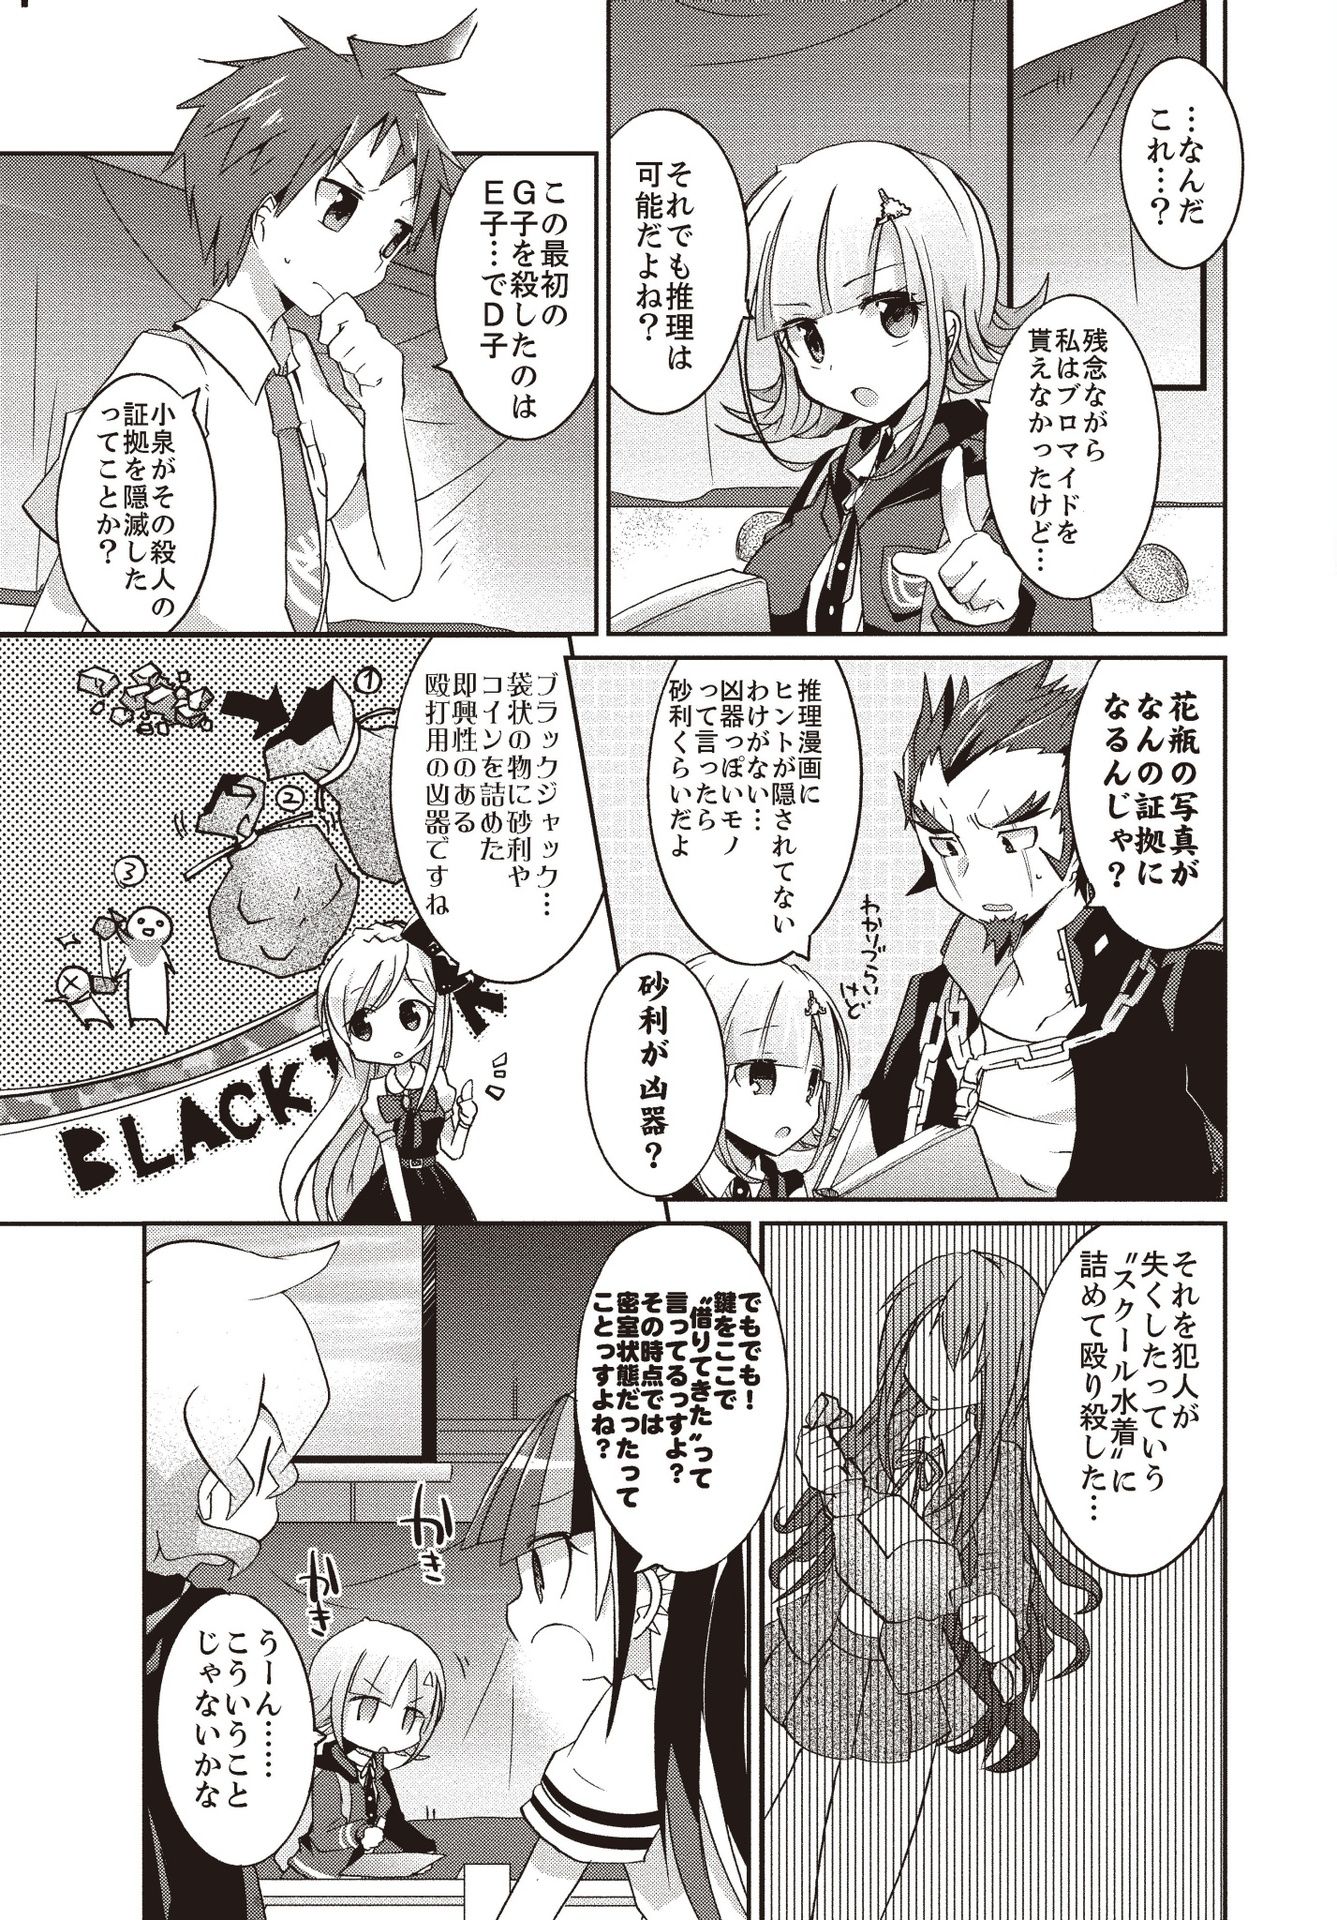 …なんだ
これ…？
残念ながら
私はブロマイドを
貰えなかったけど…
それでも推理は
可能だよね？
この最初の
G子を殺したのは
E子…でD子
小泉がその殺人の
証拠を隠滅した
ってことか？
花瓶の写真が
なんの証拠に
なるんじゃ？
推理漫画に
ヒントが隠されてない
わけがない…
凶器っぽいモノ
って言ったら
砂利くらいだよ
わかりづらい
けど
砂利が凶器？
ブラックジャック…
袋状の物に砂利や
コインを詰めた
即興性のある
殴打用の凶器ですね
①
②
③
BLACK J
K
それを犯人が
失くしたっていう
〝スクール水着〟に
詰めて殴り殺した…
でもでも！
鍵をここで
〝借りてきた〟って
言ってるっすよ？
その時点では
密室状態だったって
ことっすよね？
かき
かき
うーん……
こういうこと
じゃないかな